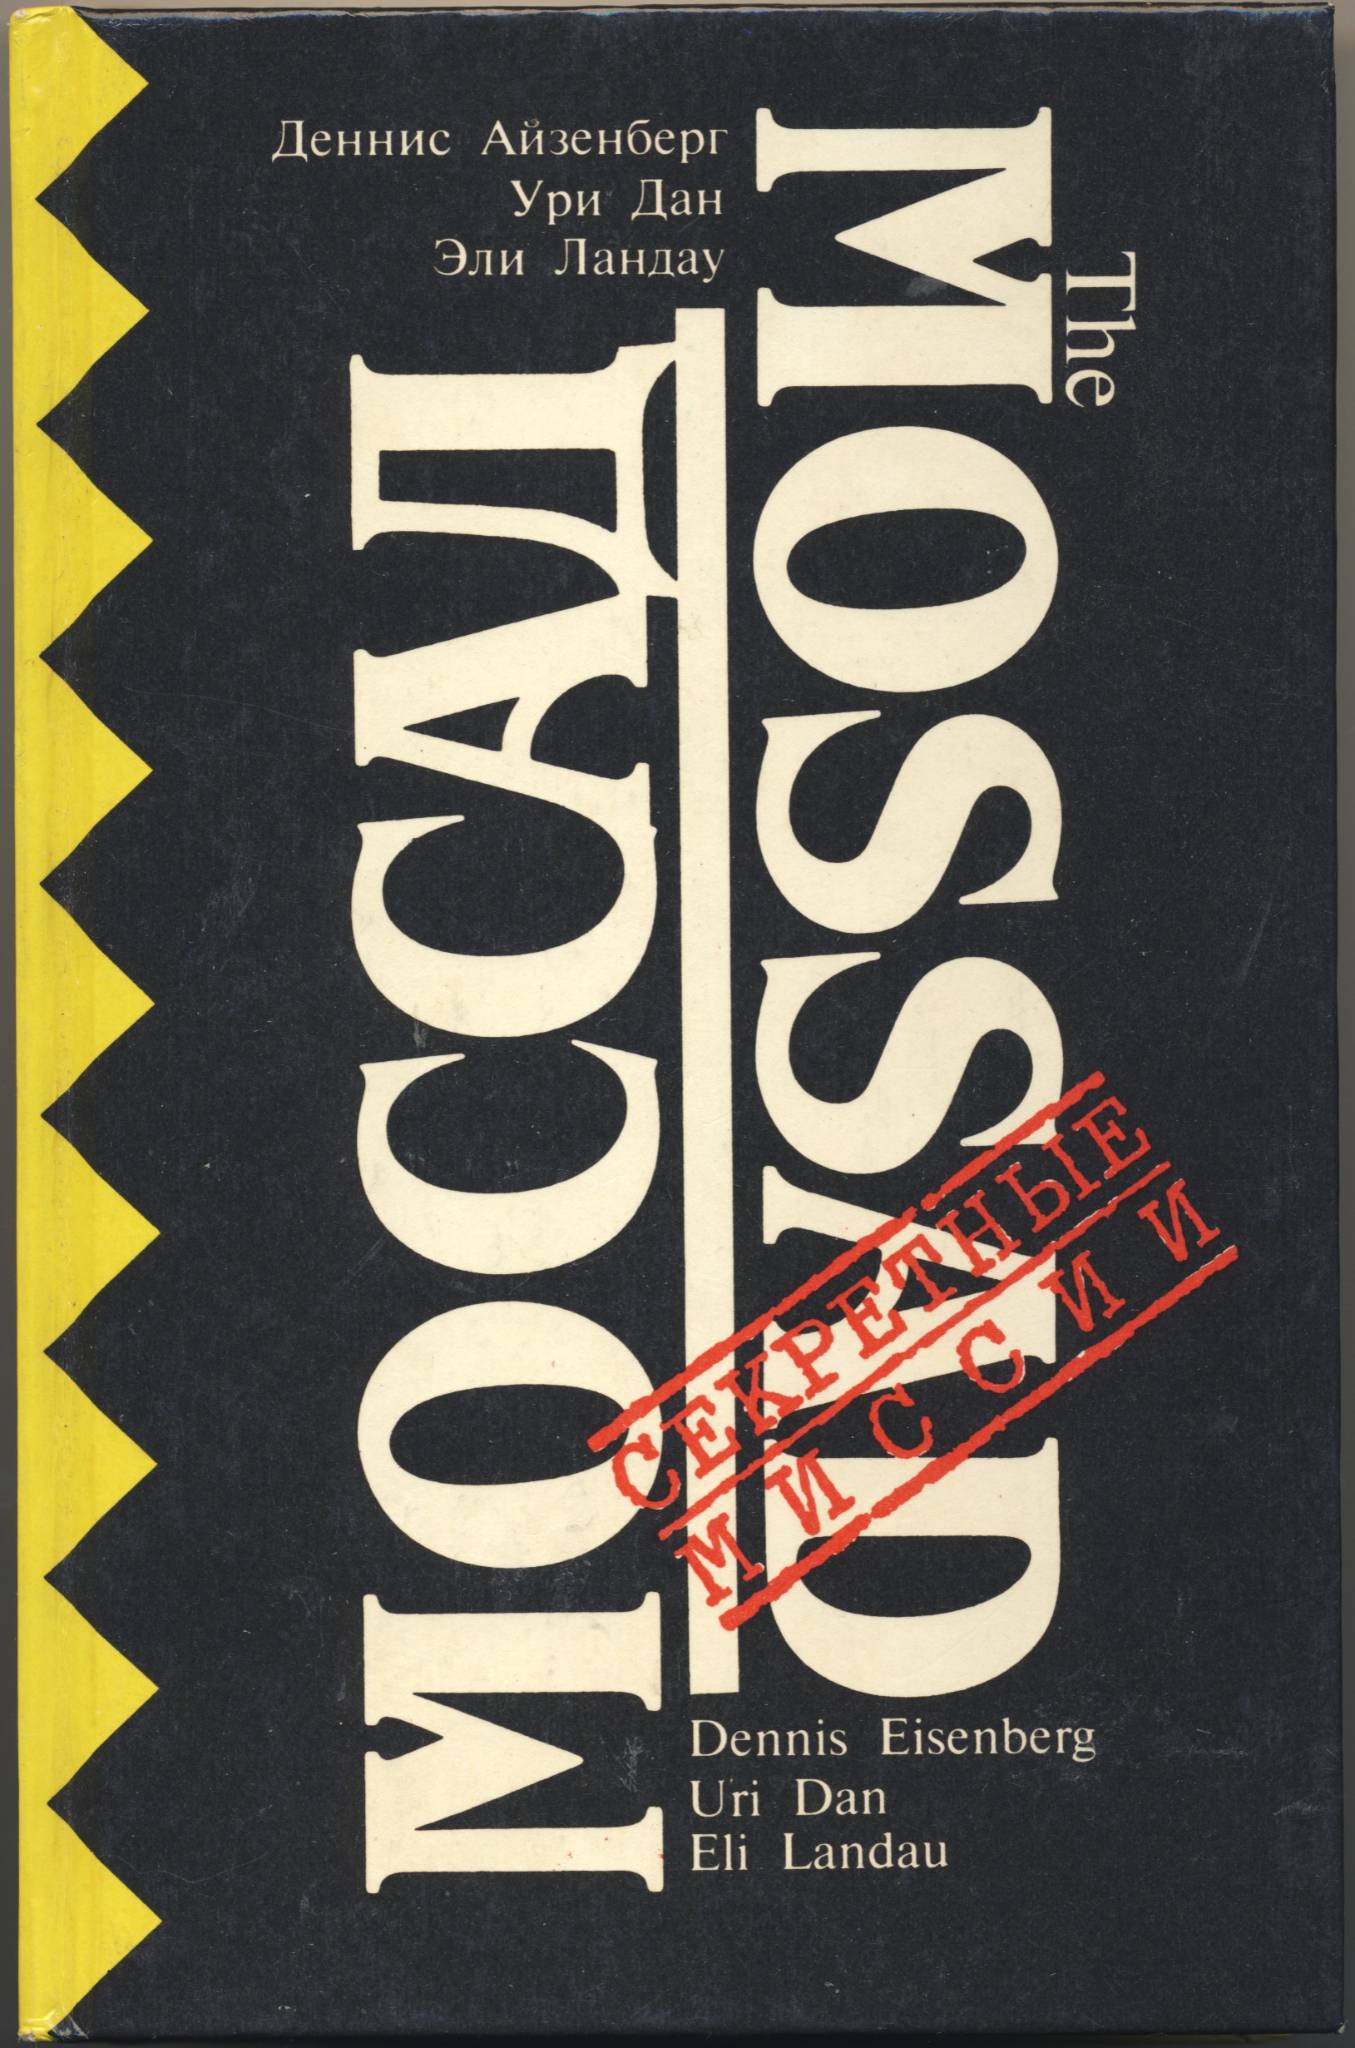 Деннис Айзенберг
Ури Дан
Эли Ландау
МОССАД
The
MOSSAD
СЕКРЕТНЫЕ
МИССИИ
Dennis Eisenberg
Uri Dan
Eli Landau